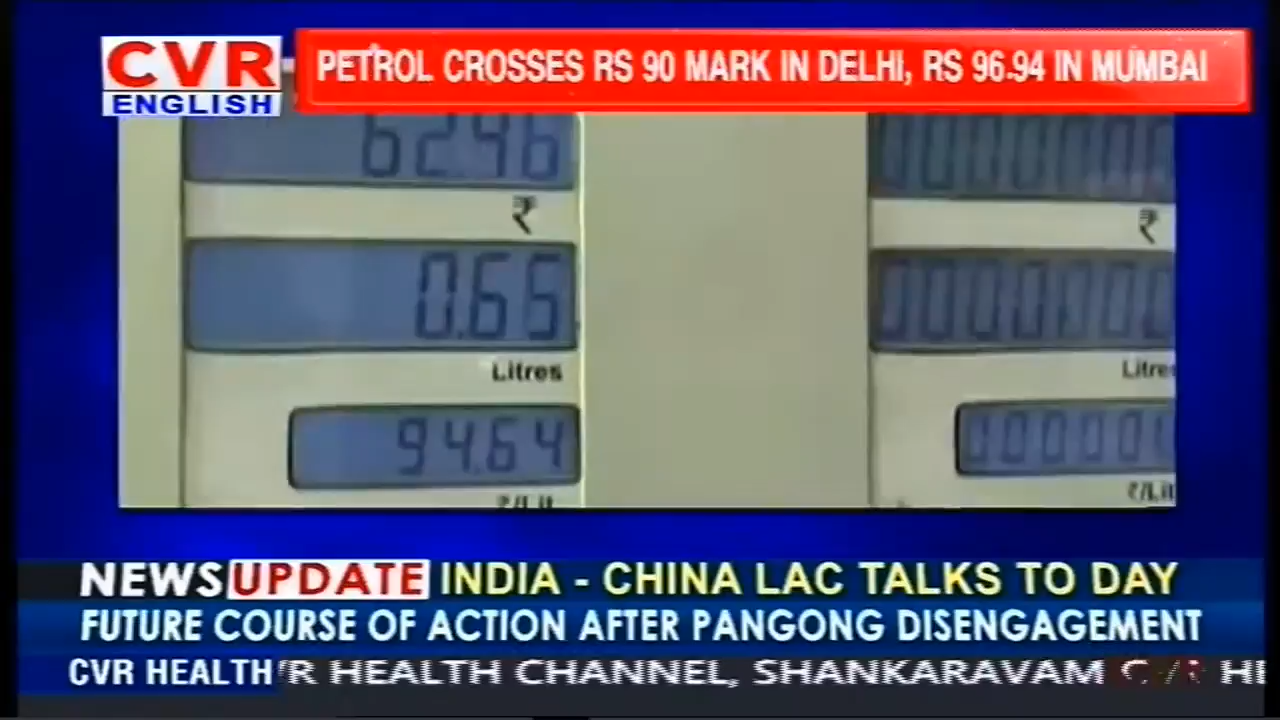 CVR
ENGLISH
PETROL CROSSES RS 90 MARK IN DELHI, RS 96.94 IN MUMBAI
62.46
₹
₹
0.65
Litres
94.64
₹/Lit
₹/Lit
NEWS UPDATE INDIA - CHINA LAC TALKS TO DAY
FUTURE COURSE OF ACTION AFTER PANGONG DISENGAGEMENT
CVR HEALTH 'R HEALTH CHANNEL, SHANKARAVAM